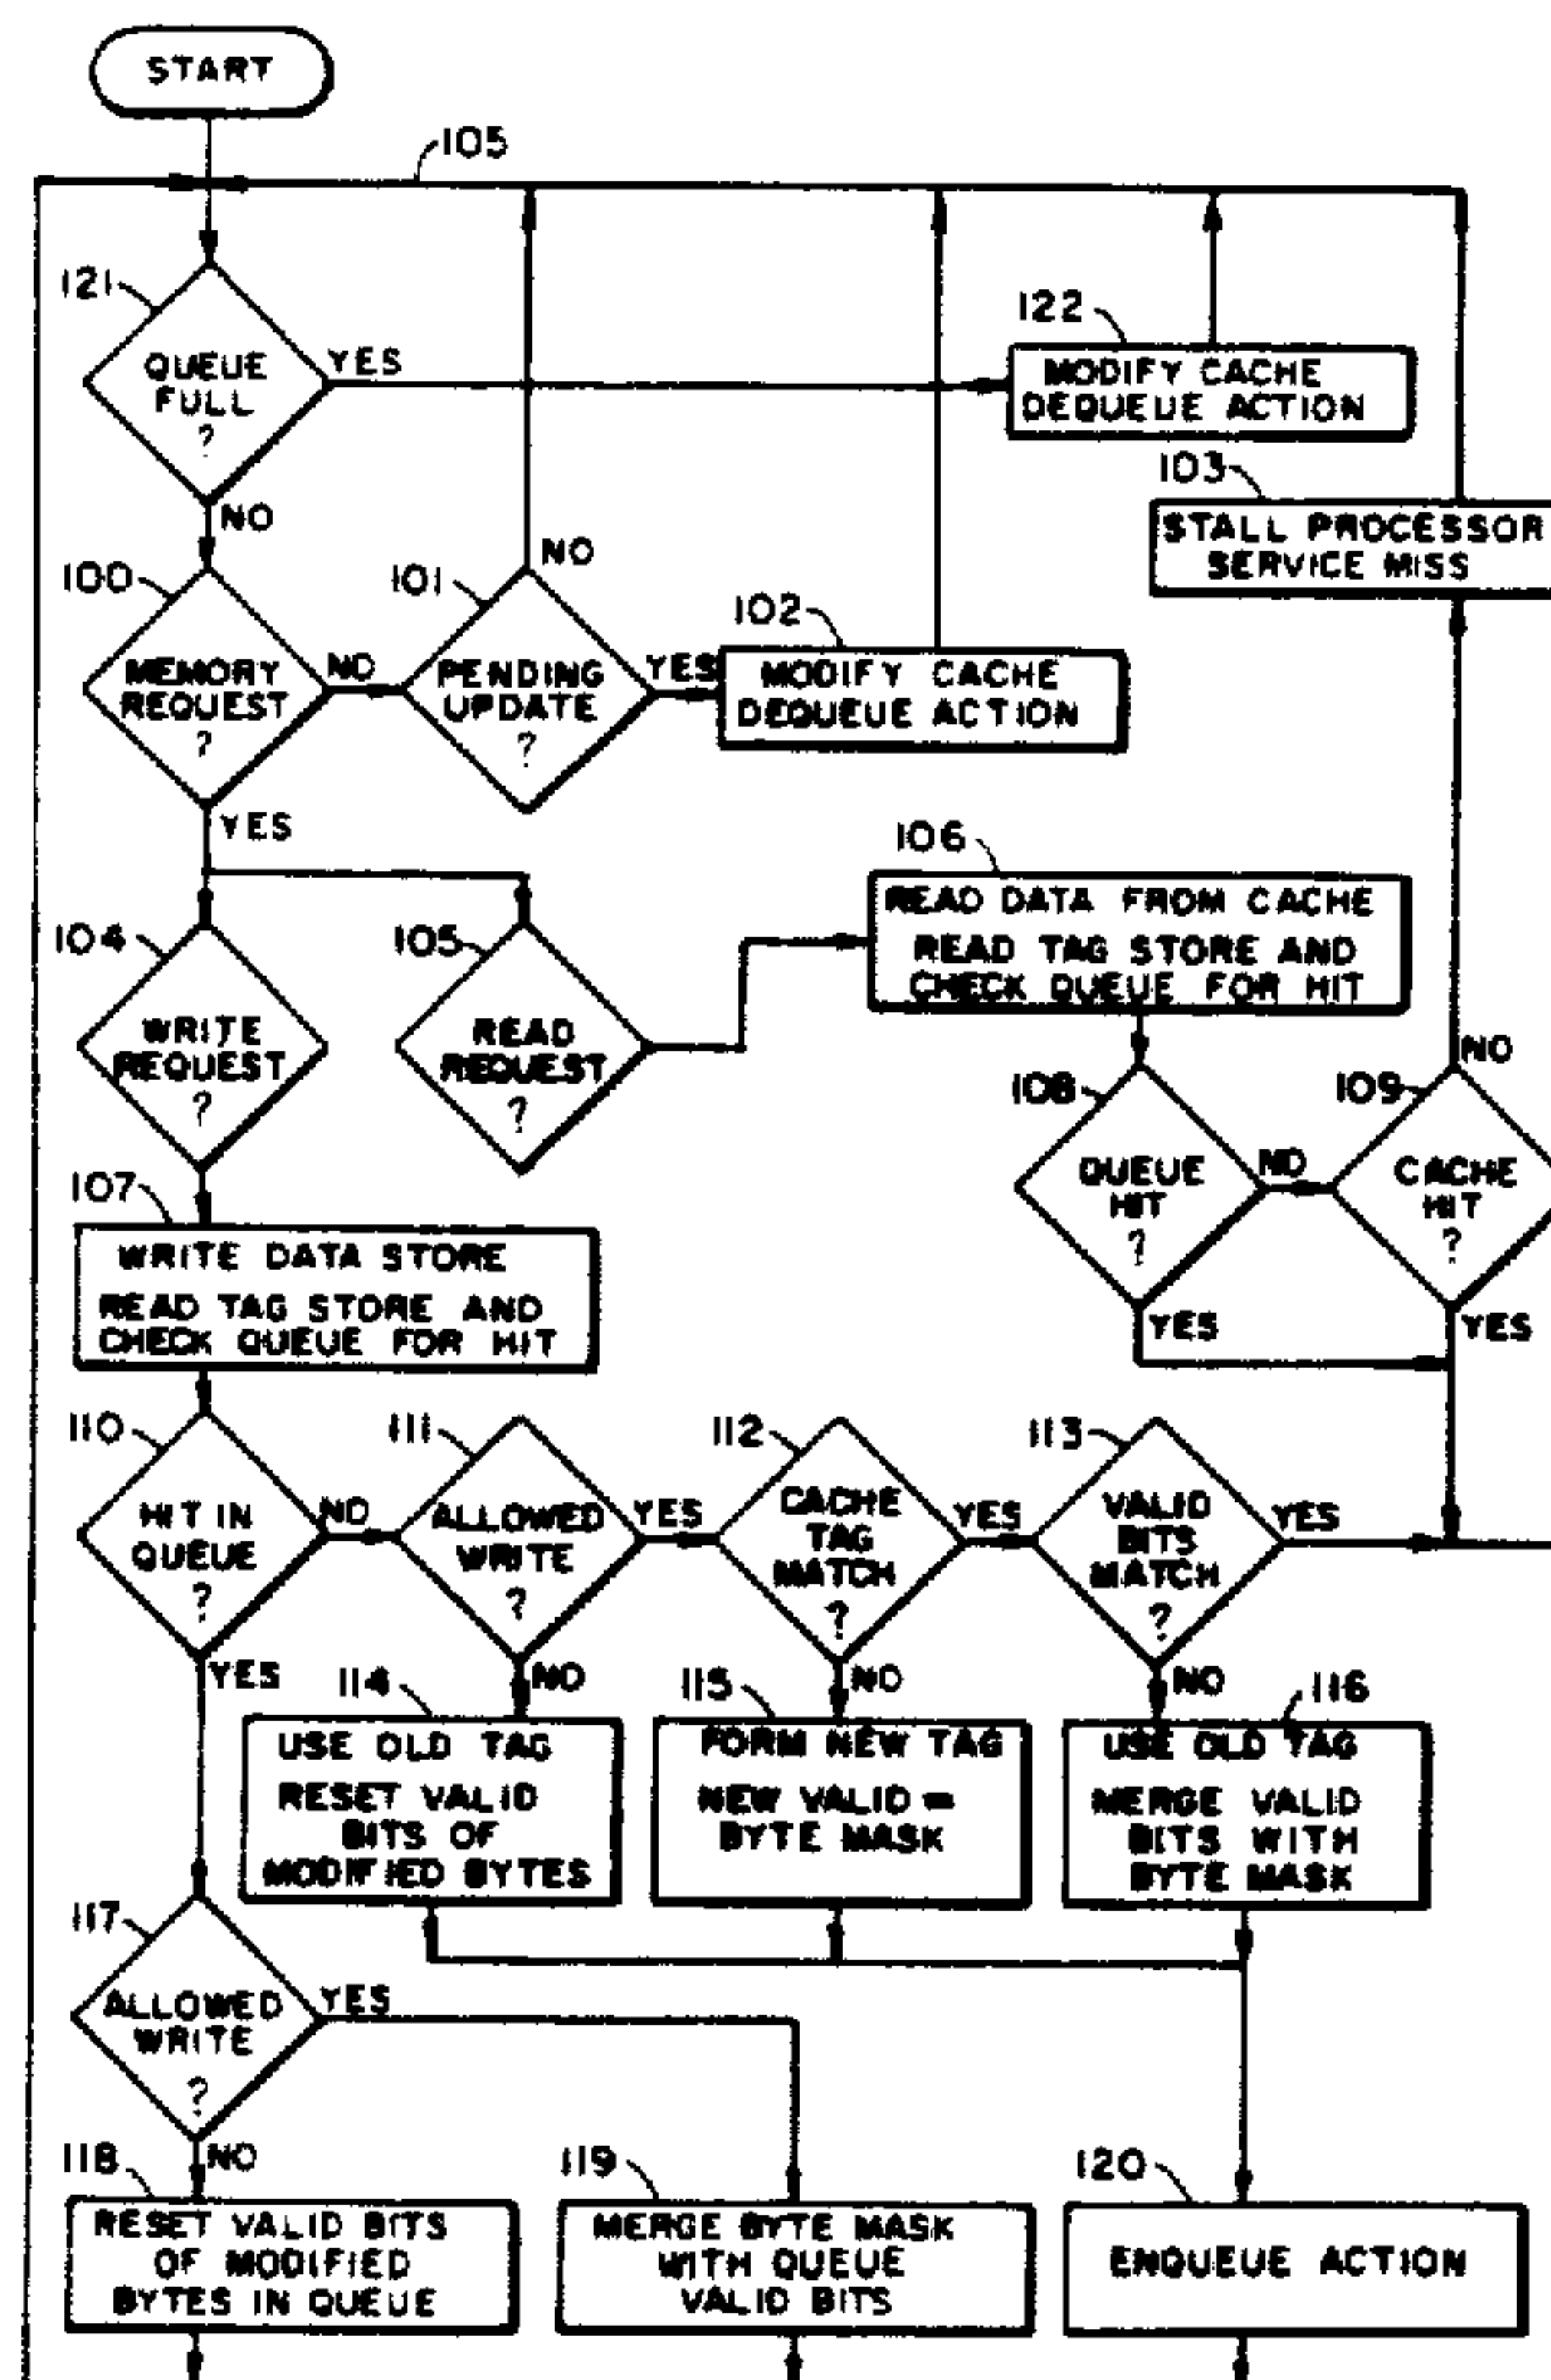 START
105
121
QUEUE
FULL
?
YES
NO
122
MODIFY CACHE
DEQUEUE ACTION
103
STALL PROCESSOR
SERVICE MISS
100
MEMORY
REQUEST
?
NO
YES
101
PENDING
UPDATE
?
NO
YES
102
MODIFY CACHE
DEQUEUE ACTION
104
WRITE
REQUEST
?
105
READ
REQUEST
?
106
READ DATA FROM CACHE
READ TAG STORE AND
CHECK QUEUE FOR HIT
108
QUEUE
HIT
?
NO
YES
109
CACHE
HIT
?
NO
YES
107
WRITE DATA STORE
READ TAG STORE AND
CHECK QUEUE FOR HIT
110
HIT IN
QUEUE
?
NO
YES
111
ALLOWED
WRITE
?
YES
NO
112
CACHE
TAG
MATCH
?
YES
NO
113
VALID
BITS
MATCH
?
YES
NO
114
USE OLD TAG
RESET VALID
BITS OF
MODIFIED BYTES
115
FORM NEW TAG
NEW VALID =
BYTE MASK
116
USE OLD TAG
MERGE VALID
BITS WITH
BYTE MASK
117
ALLOWED
WRITE
?
YES
NO
118
RESET VALID BITS
OF MODIFIED
BYTES IN QUEUE
119
MERGE BYTE MASK
WITH QUEUE
VALID BITS
120
ENQUEUE ACTION